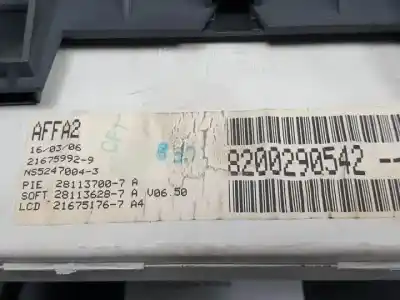 AFFA2
16/03/06
21675992-9
NS5247004-3
PIE 28113700-7 A
SOFT 28113628-7 A V06.50
LCD 21675176-7 A4
8200290542 --